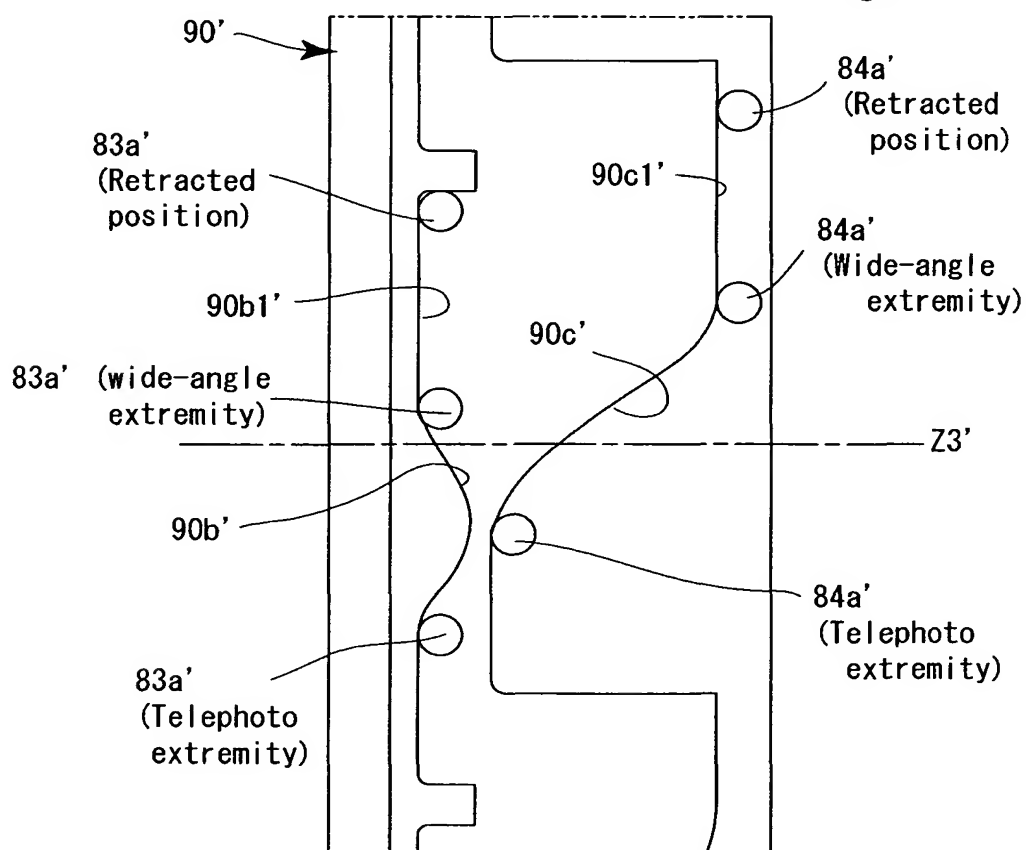 90'
84a'
(Retracted
position)
83a'
(Retracted
position)
90c1'
84a'
(Wide-angle
extremity)
90b1'
90c'
83a' (wide-angle
extremity)
Z3'
90b'
84a'
(Telephoto
extremity)
83a'
(Telephoto
extremity)